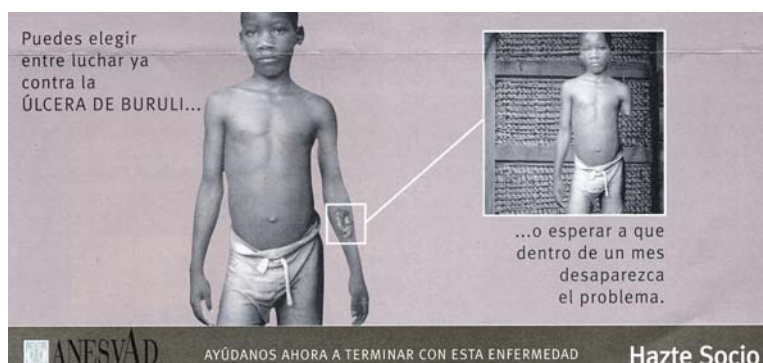 Puedes elegir
entre luchar ya
contra la
ÚLCERA DE BURULI...
...o esperar a que
dentro de un mes
desaparezca
el problema.
ANESVAD
AYÚDANOS AHORA A TERMINAR CON ESTA ENFERMEDAD
Hazte Socio